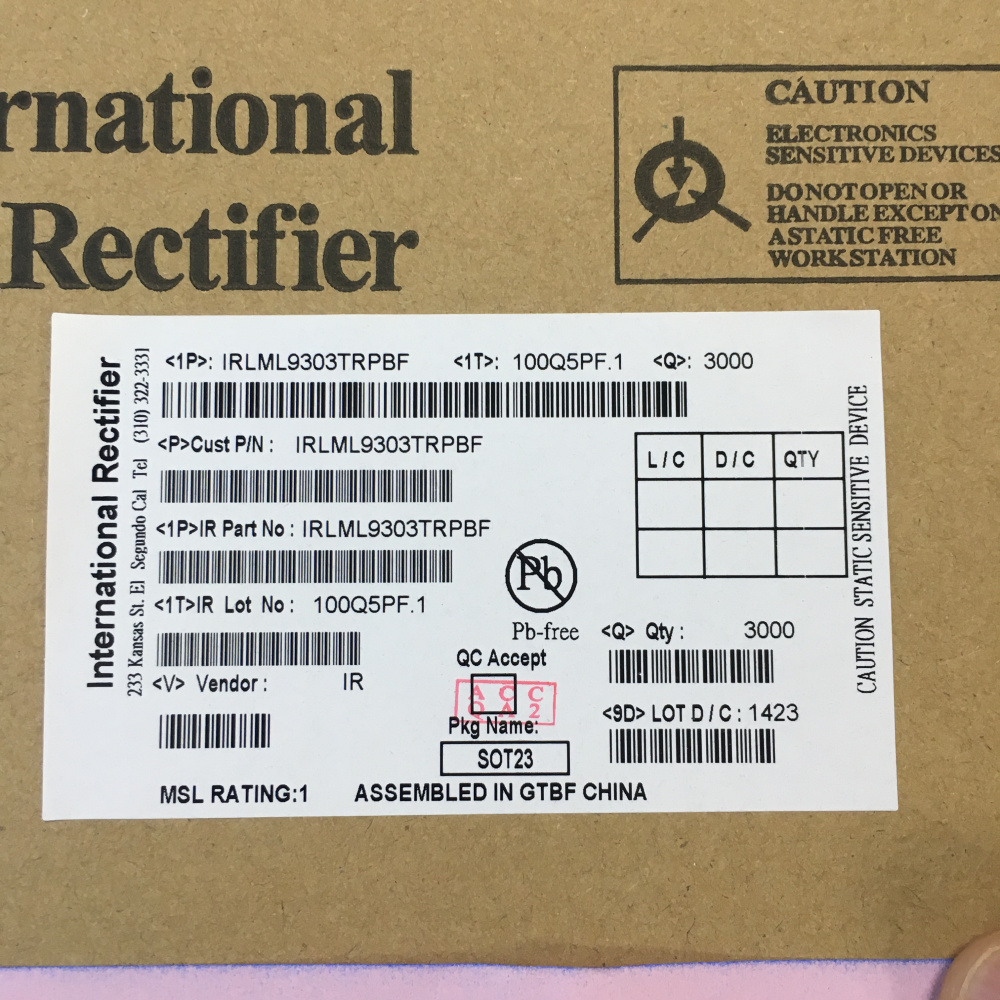 rnational
Rectifier
CAUTION
ELECTRONICS
SENSITIVE DEVICES
DO NOT OPEN OR
HANDLE EXCEPT ON
A STATIC FREE
WORKSTATION
International Rectifier
233 Kansas St. El Segundo Cal Tel (310) 322-3331
<1P>: IRLML9303TRPBF <1T>: 100Q5PF.1 <Q>: 3000
<P>Cust P/N : IRLML9303TRPBF
<1P>IR Part No : IRLML9303TRPBF
<1T>IR Lot No : 100Q5PF.1
<V> Vendor : IR
L / C D / C QTY
Pb
Pb-free
QC Accept
ACC
QA2
Pkg Name:
SOT23
<Q> Qty : 3000
<9D> LOT D / C : 1423
MSL RATING:1 ASSEMBLED IN GTBF CHINA
CAUTION STATIC SENSITIVE DEVICE